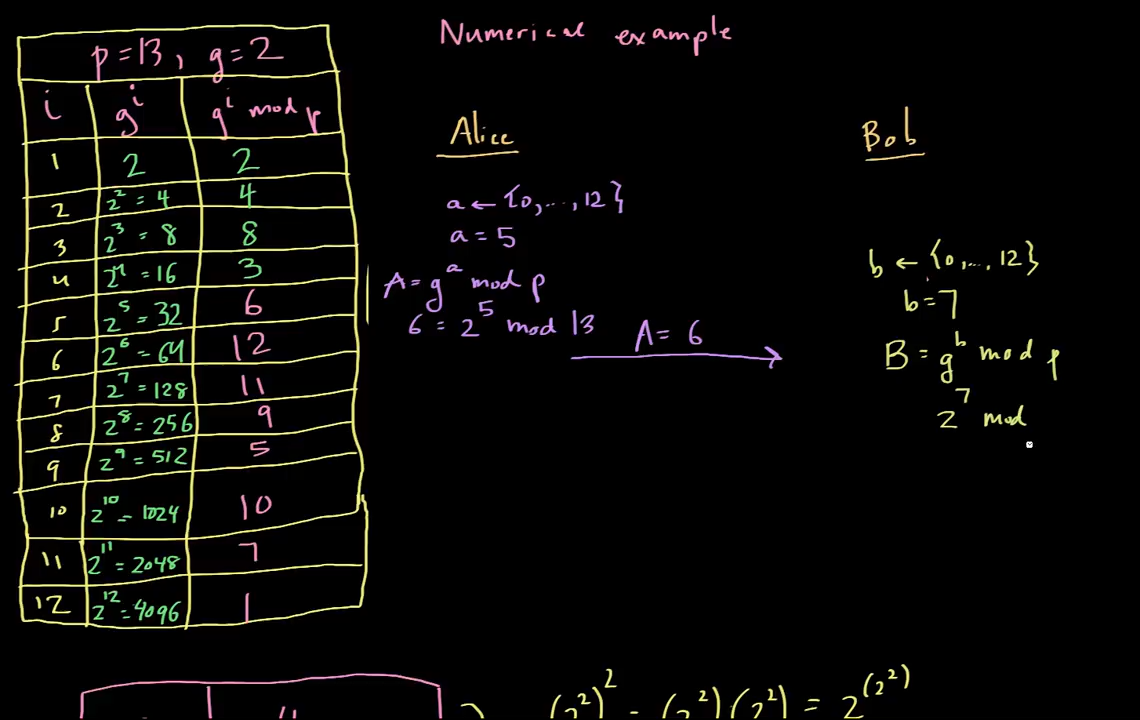 Numerical example
p = 13, g = 2
i g^i g^i mod p
1 2 2
2 2^2 = 4 4
3 2^3 = 8 8
4 2^4 = 16 3
5 2^5 = 32 6
6 2^6 = 64 12
7 2^7 = 128 11
8 2^8 = 256 9
9 2^9 = 512 5
10 2^10 = 1024 10
11 2^11 = 2048 7
12 2^12 = 4096 1
Alice
a ← {0,...,12}
a = 5
A = g^a mod p
6 = 2^5 mod 13
A = 6
Bob
b ← {0,...,12}
b = 7
B = g^b mod p
2^7 mod
(2^2)^2 = (2^2)(2^2) = 2^(2^2)